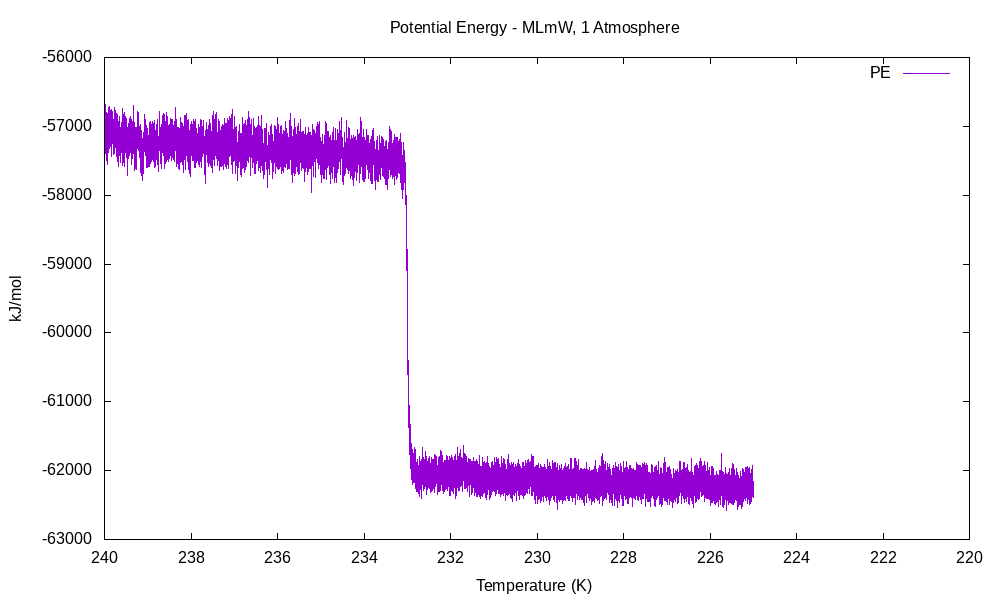 Potential Energy - MLmW, 1 Atmosphere
-56000
PE
-57000
-58000
-59000
kJ/mol
-60000
-61000
-62000
-63000
240 238 236 234 232 230 228 226 224 222 220
Temperature (K)